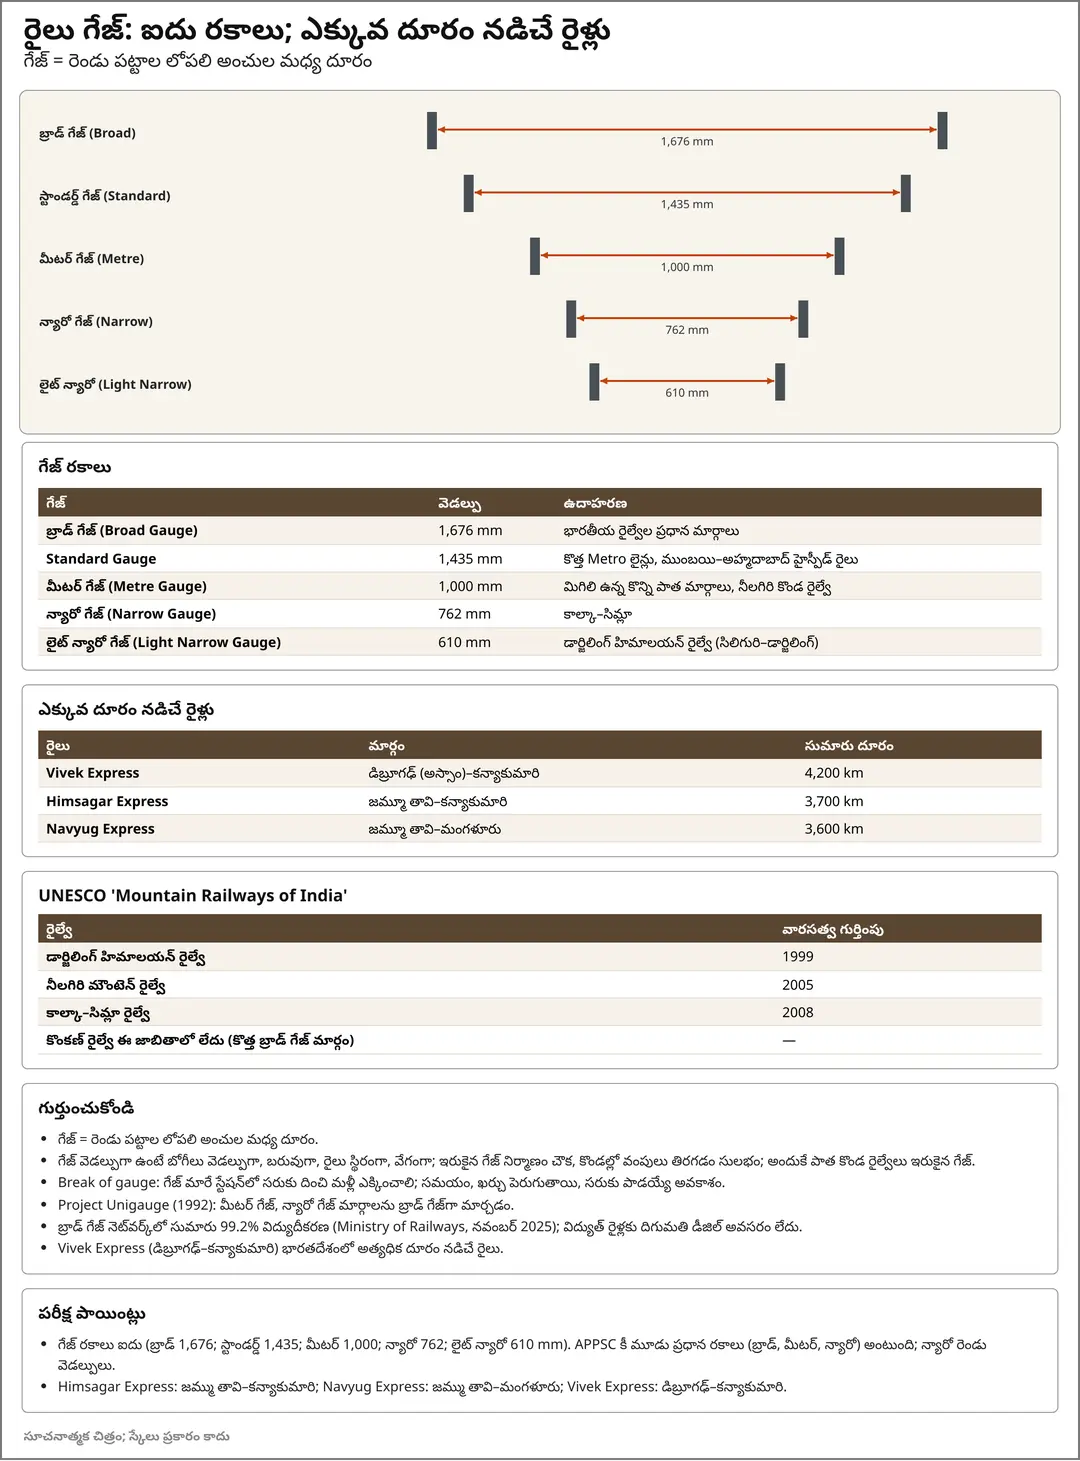 రైలు గేజ్: ఐదు రకాలు; ఎక్కువ దూరం నడిచే రైళ్లు
గేజ్ = రెండు పట్టాల లోపలి అంచుల మధ్య దూరం
బ్రాడ్ గేజ్ (Broad)
1,676 mm
స్టాండర్డ్ గేజ్ (Standard)
1,435 mm
మీటర్ గేజ్ (Metre)
1,000 mm
న్యారో గేజ్ (Narrow)
762 mm
లైట్ న్యారో (Light Narrow)
610 mm
గేజ్ రకాలు
గేజ్ వెడల్పు ఉదాహరణ
బ్రాడ్ గేజ్ (Broad Gauge) 1,676 mm భారతీయ రైల్వేల ప్రధాన మార్గాలు
Standard Gauge 1,435 mm కొత్త Metro లైన్లు, ముంబయి–అహ్మదాబాద్ హైస్పీడ్ రైలు
మీటర్ గేజ్ (Metre Gauge) 1,000 mm మిగిలి ఉన్న కొన్ని పాత మార్గాలు, నీలగిరి కొండ రైల్వే
న్యారో గేజ్ (Narrow Gauge) 762 mm కాల్కా–సిమ్లా
లైట్ న్యారో గేజ్ (Light Narrow Gauge) 610 mm డార్జిలింగ్ హిమాలయన్ రైల్వే (సిలిగురి–డార్జిలింగ్)
ఎక్కువ దూరం నడిచే రైళ్లు
రైలు మార్గం సుమారు దూరం
Vivek Express డిబ్రూగఢ్ (అస్సాం)–కన్యాకుమారి 4,200 km
Himsagar Express జమ్మూ తావి–కన్యాకుమారి 3,700 km
Navyug Express జమ్మూ తావి–మంగళూరు 3,600 km
UNESCO 'Mountain Railways of India'
రైల్వే వారసత్వ గుర్తింపు
డార్జిలింగ్ హిమాలయన్ రైల్వే 1999
నీలగిరి మౌంటెన్ రైల్వే 2005
కాల్కా–సిమ్లా రైల్వే 2008
కొంకణ్ రైల్వే ఈ జాబితాలో లేదు (కొత్త బ్రాడ్ గేజ్ మార్గం) —
గుర్తుంచుకోండి
• గేజ్ = రెండు పట్టాల లోపలి అంచుల మధ్య దూరం.
• గేజ్ వెడల్పుగా ఉంటే బోగీలు వెడల్పుగా, బరువుగా, రైలు స్థిరంగా, వేగంగా; ఇరుకైన గేజ్ నిర్మాణం చౌక, కొండల్లో వంపులు తిరగడం సులభం; అందుకే పాత కొండ రైల్వేలు ఇరుకైన గేజ్.
• Break of gauge: గేజ్ మారే స్టేషన్‌లో సరుకు దించి మళ్లీ ఎక్కించాలి; సమయం, ఖర్చు పెరుగుతాయి, సరుకు పాడయ్యే అవకాశం.
• Project Unigauge (1992): మీటర్ గేజ్, న్యారో గేజ్ మార్గాలను బ్రాడ్ గేజ్‌గా మార్చడం.
• బ్రాడ్ గేజ్ నెట్‌వర్క్‌లో సుమారు 99.2% విద్యుదీకరణ (Ministry of Railways, నవంబర్ 2025); విద్యుత్ రైళ్లకు దిగుమతి డీజిల్ అవసరం లేదు.
• Vivek Express (డిబ్రూగఢ్–కన్యాకుమారి) భారతదేశంలో అత్యధిక దూరం నడిచే రైలు.
పరీక్ష పాయింట్లు
• గేజ్ రకాలు ఐదు (బ్రాడ్ 1,676; స్టాండర్డ్ 1,435; మీటర్ 1,000; న్యారో 762; లైట్ న్యారో 610 mm). APPSC కీ మూడు ప్రధాన రకాలు (బ్రాడ్, మీటర్, న్యారో) అంటుంది; న్యారో రెండు
వెడల్పులు.
• Himsagar Express: జమ్ము తావి–కన్యాకుమారి; Navyug Express: జమ్ము తావి–మంగళూరు; Vivek Express: డిబ్రూగఢ్–కన్యాకుమారి.
సూచనాత్మక చిత్రం; స్కేలు ప్రకారం కాదు